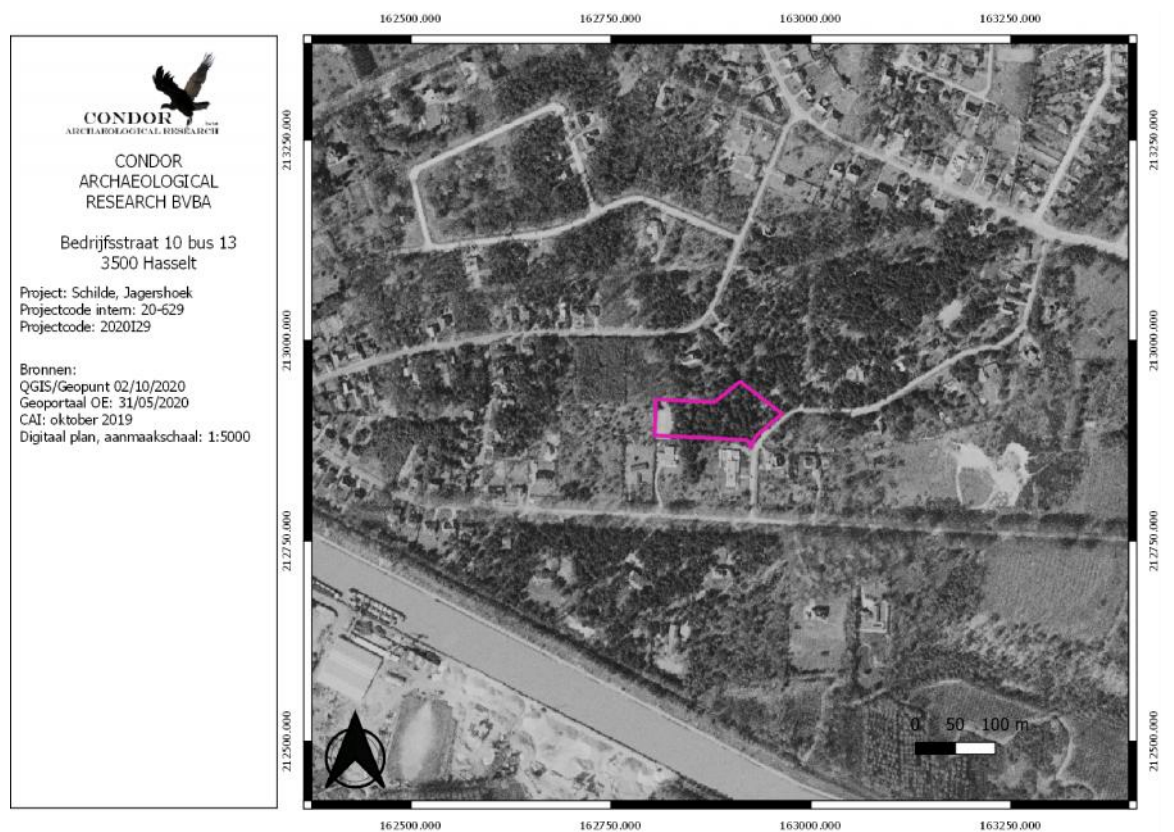 CONDOR
ARCHAEOLOGICAL RESEARCH
CONDOR
ARCHAEOLOGICAL
RESEARCH BVBA
Bedrijfsstraat 10 bus 13
3500 Hasselt
Project: Schilde, Jagershoek
Projectcode intern: 20-629
Projectcode: 2020I29
Bronnen:
QGIS/Geopunt 02/10/2020
Geoportaal OE: 31/05/2020
CAI: oktober 2019
Digitaal plan, aanmaakschaal: 1:5000
162500.000 162750.000 163000.000 163250.000
213250.000 213250.000
213000.000 213000.000
212750.000 212750.000
212500.000 212500.000
0 50 100 m
162500.000 162750.000 163000.000 163250.000